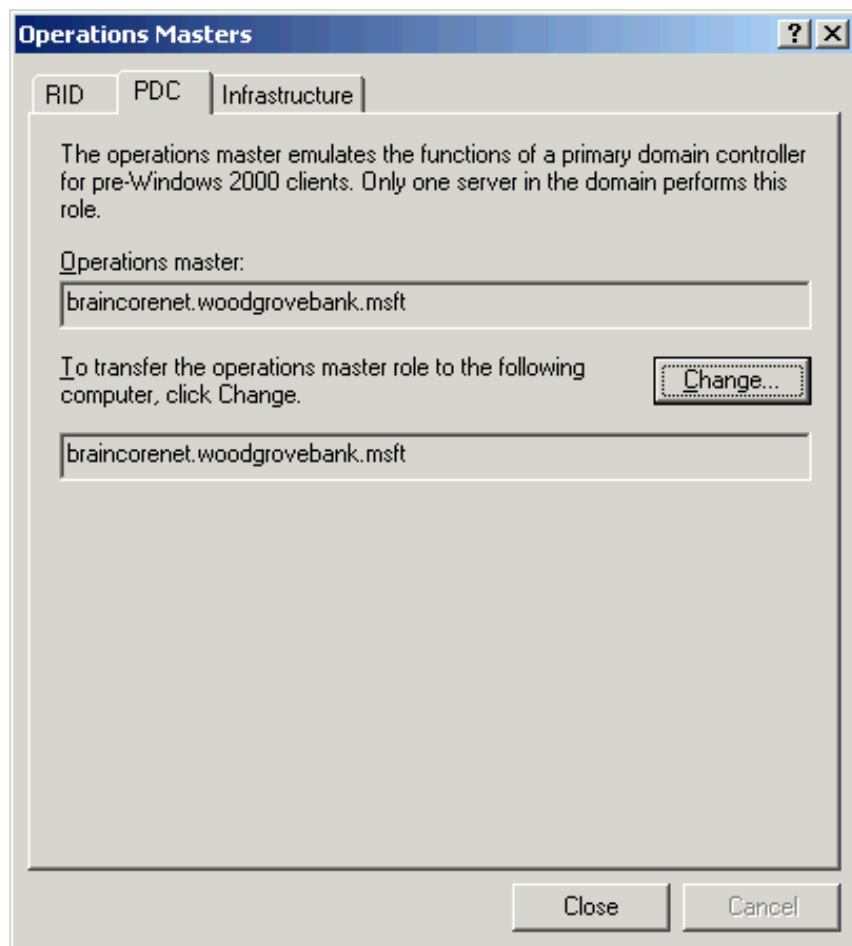 Operations Masters
RID PDC Infrastructure
The operations master emulates the functions of a primary domain controller
for pre-Windows 2000 clients. Only one server in the domain performs this
role.
Operations master:
braincorenet.woodgrovebank.msft
To transfer the operations master role to the following
computer, click Change.
Change...
braincorenet.woodgrovebank.msft
Close Cancel